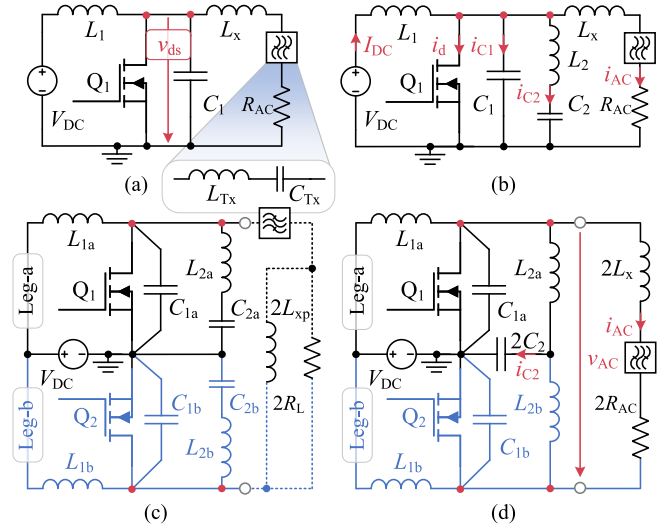 L1
Lx
vds
Q1
C1
RAC
VDC
(a)
LTx
CTx
IDC
L1
id
iC1
Lx
L2
Q1
iC2
iAC
VDC
C1
C2
RAC
(b)
Leg-a
L1a
L2a
Q1
C1a
C2a
2Lxp
VDC
Leg-b
Q2
C1b
C2b
2RL
L1b
L2b
(c)
Leg-a
L1a
L2a
2Lx
Q1
C1a
iAC
2C2
vAC
VDC
iC2
Leg-b
Q2
L2b
2RAC
C1b
L1b
(d)